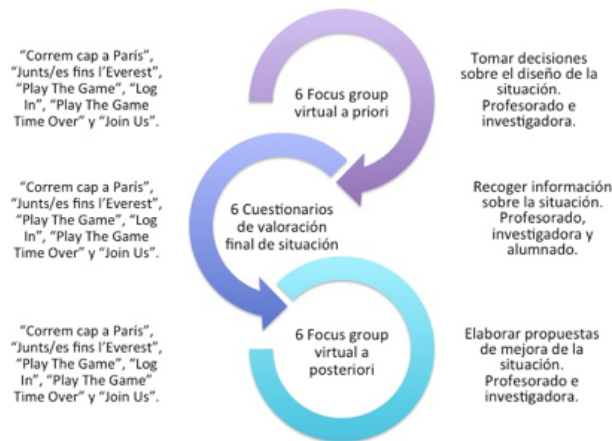 “Correm cap a París”,
“Junts/es fins l’Everest”,
“Play The Game”, “Log
In”, “Play The Game
Time Over” y “Join Us”.
6 Focus group
virtual a priori
Tomar decisiones
sobre el diseño de la
situación.
Profesorado e
investigadora.
“Correm cap a París”,
“Junts/es fins l’Everest”,
“Play The Game”, “Log
In”, “Play The Game
Time Over” y “Join Us”.
6 Cuestionarios
de valoración
final de situación
Recoger información
sobre la situación.
Profesorado,
investigadora y
alumnado.
“Correm cap a París”,
“Junts/es fins l’Everest”,
“Play The Game”, “Log
In”, “Play The Game”
Time Over” y “Join Us”.
6 Focus group
virtual a
posteriori
Elaborar propuestas
de mejora de la
situación.
Profesorado e
investigadora.